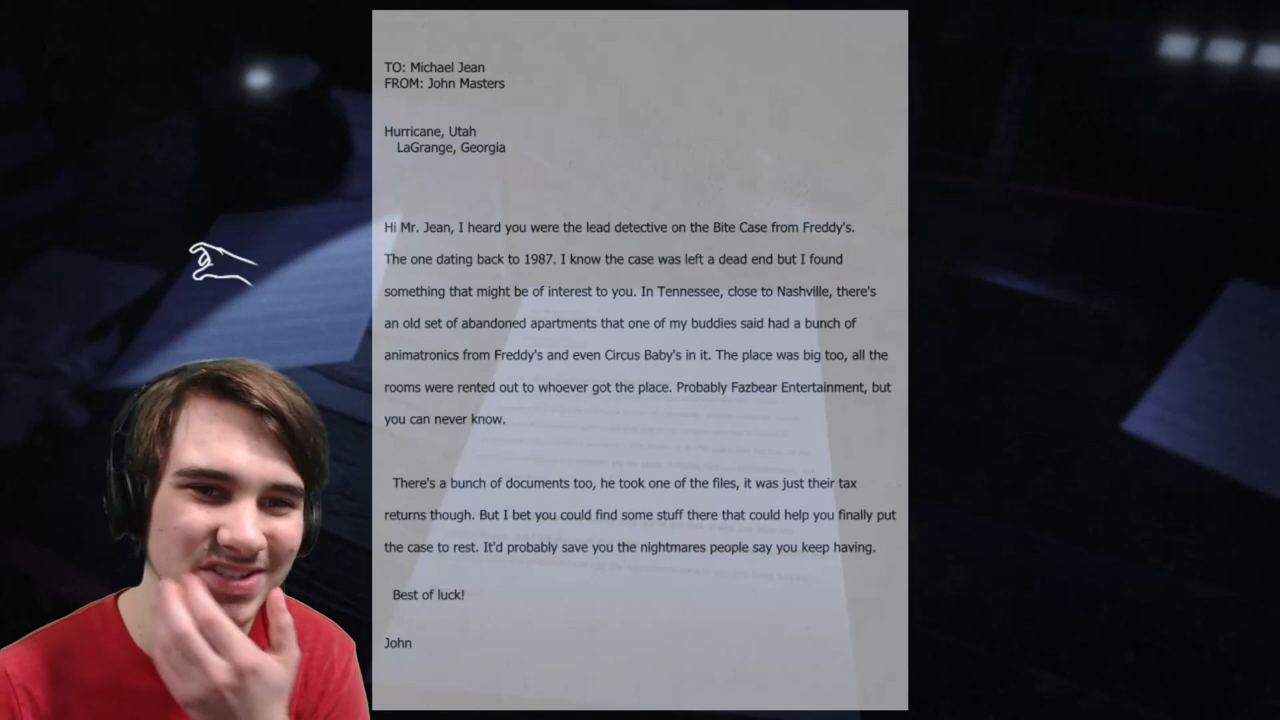 TO: Michael Jean
FROM: John Masters
Hurricane, Utah
LaGrange, Georgia
Hi Mr. Jean, I heard you were the lead detective on the Bite Case from Freddy's.
The one dating back to 1987. I know the case was left a dead end but I found
something that might be of interest to you. In Tennessee, close to Nashville, there's
an old set of abandoned apartments that one of my buddies said had a bunch of
animatronics from Freddy's and even Circus Baby's in it. The place was big too, all the
rooms were rented out to whoever got the place. Probably Fazbear Entertainment, but
you can never know.
There's a bunch of documents too, he took one of the files, it was just their tax
returns though. But I bet you could find some stuff there that could help you finally put
the case to rest. It'd probably save you the nightmares people say you keep having.
Best of luck!
John